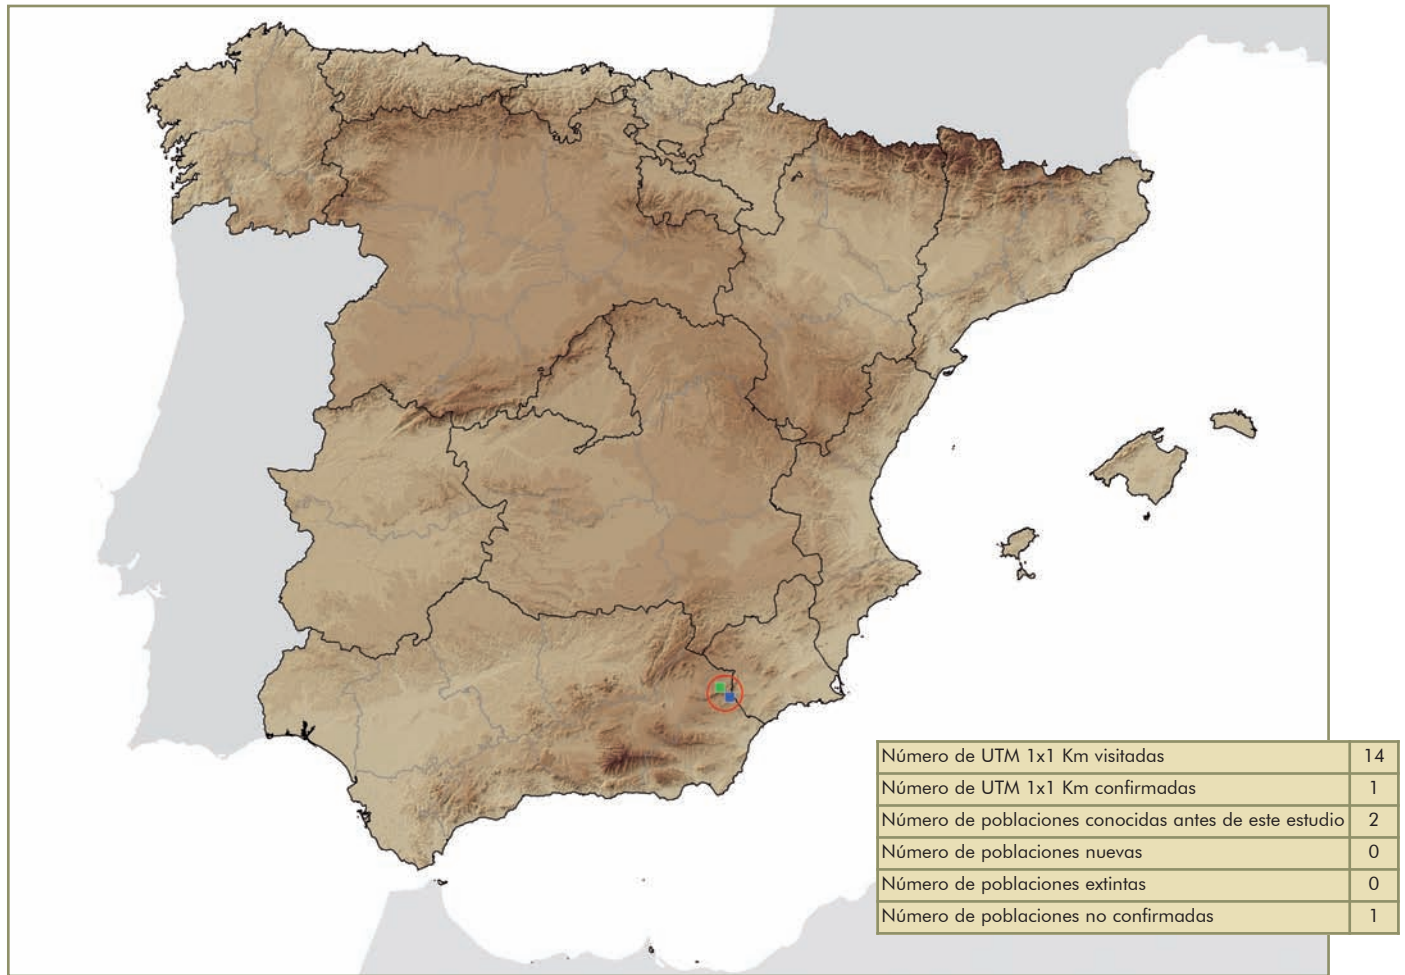 Número de UTM 1x1 Km visitadas 14
Número de UTM 1x1 Km confirmadas 1
Número de poblaciones conocidas antes de este estudio 2
Número de poblaciones nuevas 0
Número de poblaciones extintas 0
Número de poblaciones no confirmadas 1